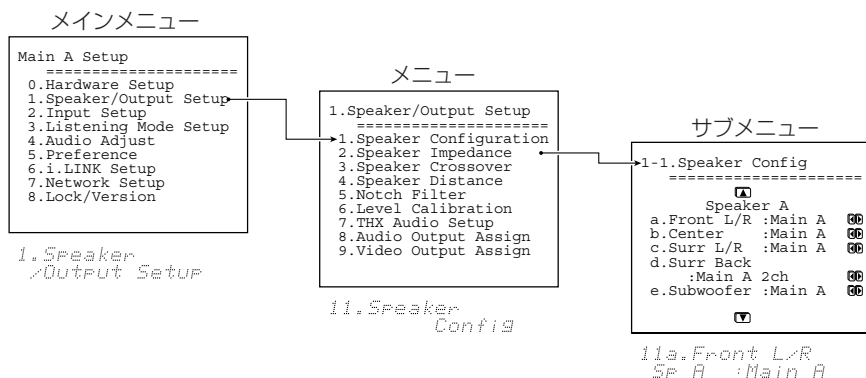 メインメニュー
Main A Setup
=====================
0.Hardware Setup
1.Speaker/Output Setup
2.Input Setup
3.Listening Mode Setup
4.Audio Adjust
5.Preference
6.i.LINK Setup
7.Network Setup
8.Lock/Version
1.Speaker
/Output Setup
メニュー
1.Speaker/Output Setup
=====================
1.Speaker Configuration
2.Speaker Impedance
3.Speaker Crossover
4.Speaker Distance
5.Notch Filter
6.Level Calibration
7.THX Audio Setup
8.Audio Output Assign
9.Video Output Assign
11.Speaker
Config
サブメニュー
1-1.Speaker Config
=====================
Speaker A
a.Front L/R :Main A
b.Center :Main A
c.Surr L/R :Main A
d.Surr Back
:Main A 2ch
e.Subwoofer :Main A
11a.Front L/R
Sp A :Main A